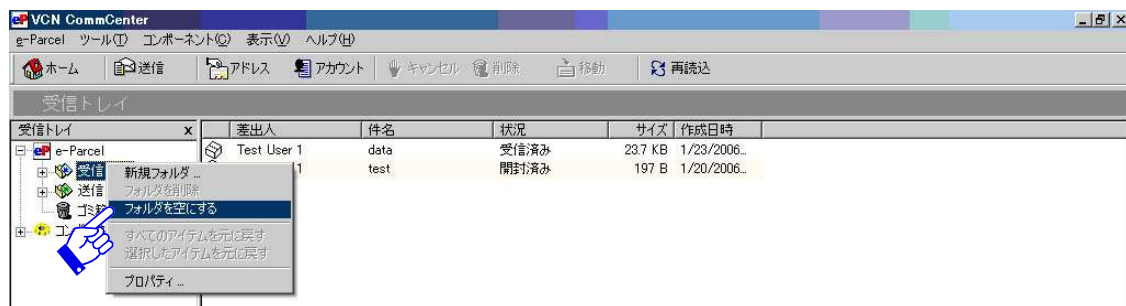 eP VCN CommCenter
e-Parcel ツール(T) コンポーネント(C) 表示(V) ヘルプ(H)
ホーム 送信 アドレス アカウント キャンセル 削除 移動 再読込
受信トレイ
受信トレイ x 差出人 件名 状況 サイズ 作成日時
eP e-Parcel Test User 1 data 受信済み 23.7 KB 1/23/2006...
受信 1 test 開封済み 197 B 1/20/2006...
新規フォルダ ...
送信 フォルダを削除
ゴミ フォルダを空にする
コン すべてのアイテムを元に戻す
選択したアイテムを元に戻す
プロパティ ...